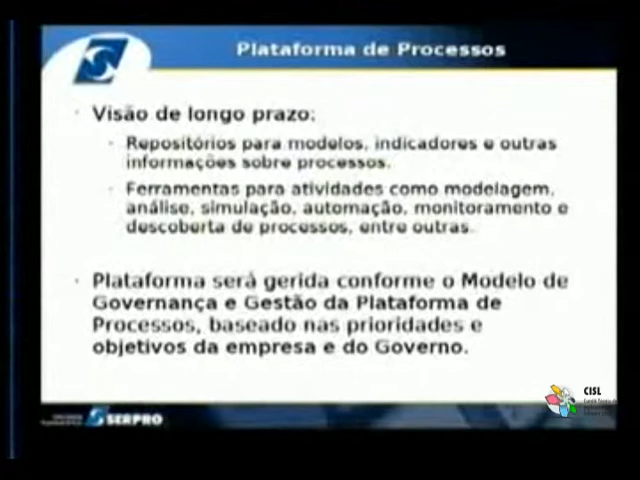 Plataforma de Processos
Visão de longo prazo:
Repositórios para modelos, indicadores e outras
informações sobre processos.
Ferramentas para atividades como modelagem,
análise, simulação, automação, monitoramento e
descoberta de processos, entre outras.
Plataforma será gerida conforme o Modelo de
Governança e Gestão da Plataforma de
Processos, baseado nas prioridades e
objetivos da empresa e do Governo.
SERPRO
CISL